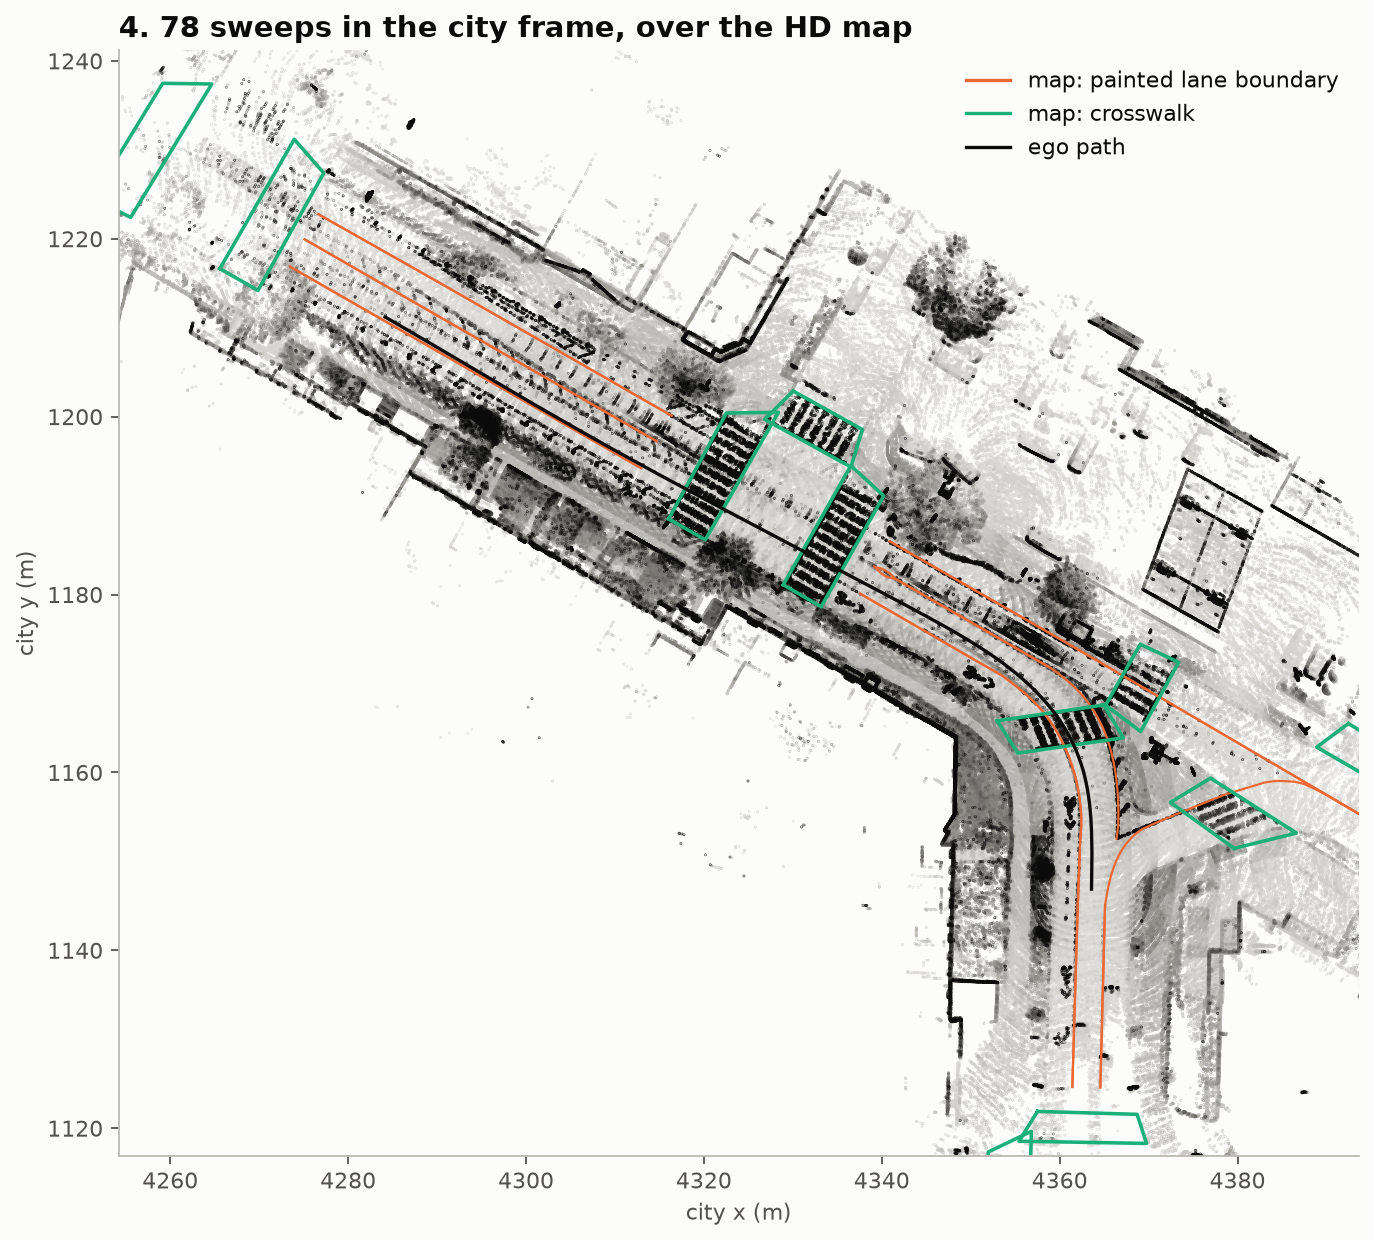 4. 78 sweeps in the city frame, over the HD map
map: painted lane boundary
map: crosswalk
ego path
1240
1220
1200
1180
1160
1140
1120
city y (m)
4260 4280 4300 4320 4340 4360 4380
city x (m)